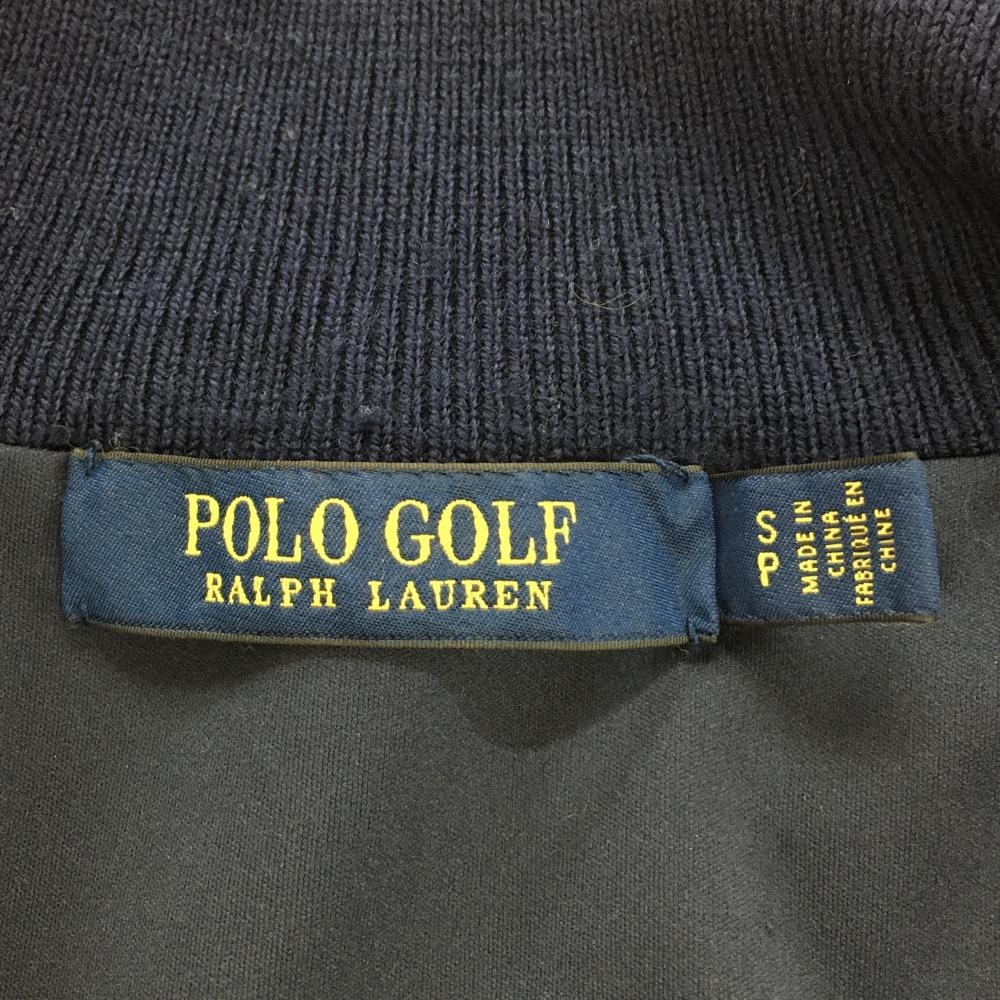 POLO GOLF
RALPH LAUREN
S
P
MADE IN
CHINA
FABRIQUÉ EN
CHINE